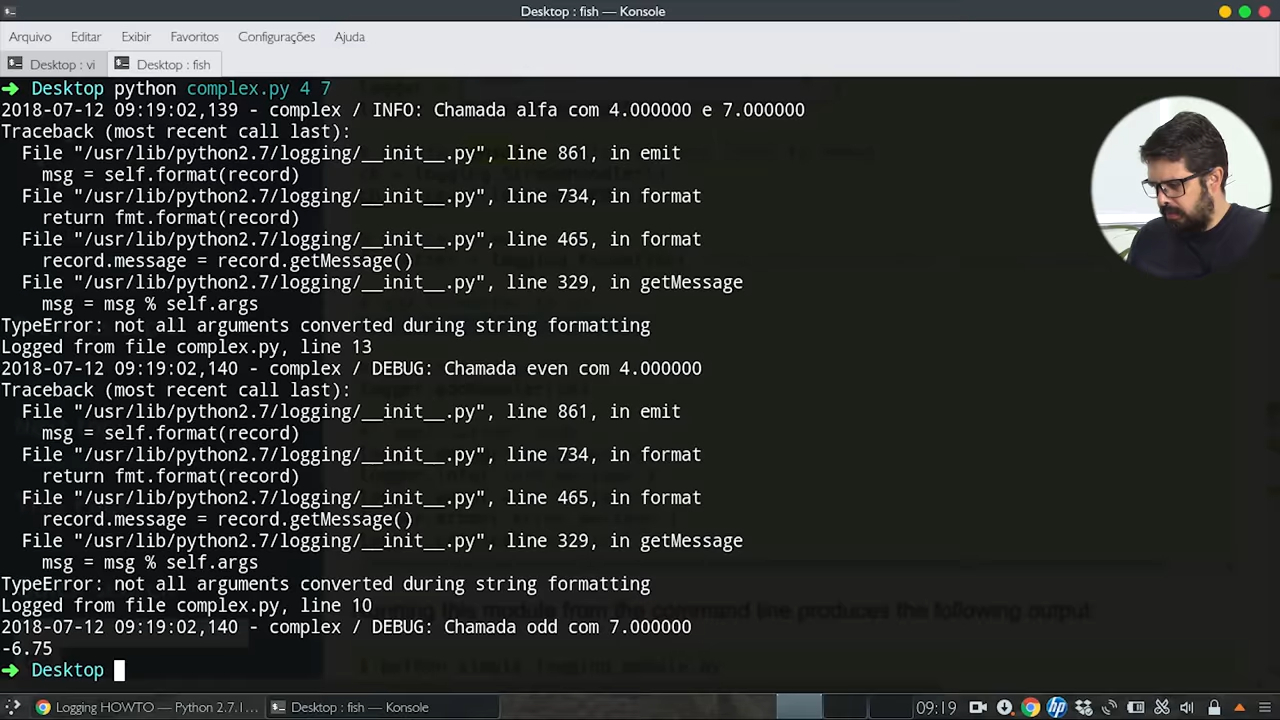 Desktop : fish — Konsole
Arquivo Editar Exibir Favoritos Configurações Ajuda
Desktop : vi Desktop : fish
➜ Desktop python complex.py 4 7
2018-07-12 09:19:02,139 - complex / INFO: Chamada alfa com 4.000000 e 7.000000
Traceback (most recent call last):
  File "/usr/lib/python2.7/logging/__init__.py", line 861, in emit
    msg = self.format(record)
  File "/usr/lib/python2.7/logging/__init__.py", line 734, in format
    return fmt.format(record)
  File "/usr/lib/python2.7/logging/__init__.py", line 465, in format
    record.message = record.getMessage()
  File "/usr/lib/python2.7/logging/__init__.py", line 329, in getMessage
    msg = msg % self.args
TypeError: not all arguments converted during string formatting
Logged from file complex.py, line 13
2018-07-12 09:19:02,140 - complex / DEBUG: Chamada even com 4.000000
Traceback (most recent call last):
  File "/usr/lib/python2.7/logging/__init__.py", line 861, in emit
    msg = self.format(record)
  File "/usr/lib/python2.7/logging/__init__.py", line 734, in format
    return fmt.format(record)
  File "/usr/lib/python2.7/logging/__init__.py", line 465, in format
    record.message = record.getMessage()
  File "/usr/lib/python2.7/logging/__init__.py", line 329, in getMessage
    msg = msg % self.args
TypeError: not all arguments converted during string formatting
Logged from file complex.py, line 10
2018-07-12 09:19:02,140 - complex / DEBUG: Chamada odd com 7.000000
-6.75
➜ Desktop
Logging HOWTO — Python 2.7.1... Desktop : fish — Konsole 09:19 hp